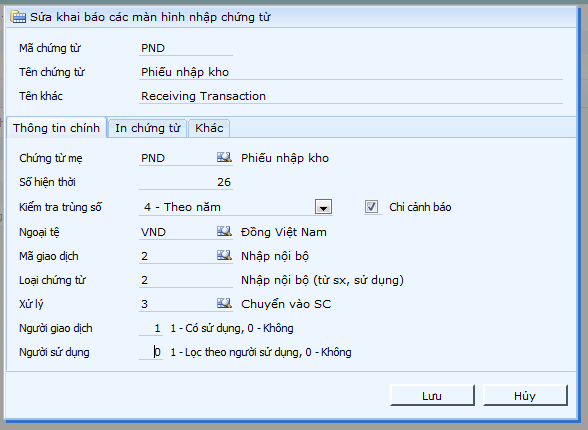 Sửa khai báo các màn hình nhập chứng từ
Mã chứng từ PND
Tên chứng từ Phiếu nhập kho
Tên khác Receiving Transaction
Thông tin chính In chứng từ Khác
Chứng từ mẹ PND Phiếu nhập kho
Số hiện thời 26
Kiểm tra trùng số 4 - Theo năm Chỉ cảnh báo
Ngoại tệ VND Đồng Việt Nam
Mã giao dịch 2 Nhập nội bộ
Loại chứng từ 2 Nhập nội bộ (từ sx, sử dụng)
Xử lý 3 Chuyển vào SC
Người giao dịch 1 1 - Có sử dụng, 0 - Không
Người sử dụng 0 1 - Lọc theo người sử dụng, 0 - Không
Lưu Hủy